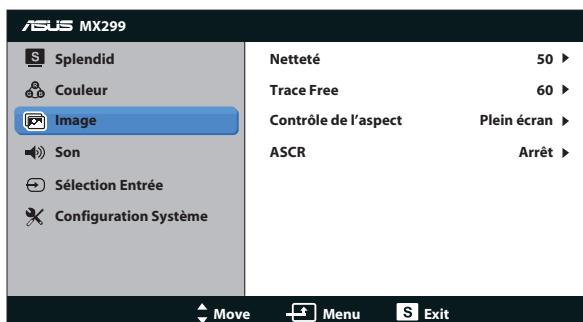 ASUS MX299
S Splendid
Couleur
Image
Son
Sélection Entrée
Configuration Système
Netteté 50
Trace Free 60
Contrôle de l'aspect Plein écran
ASCR Arrêt
Move Menu S Exit